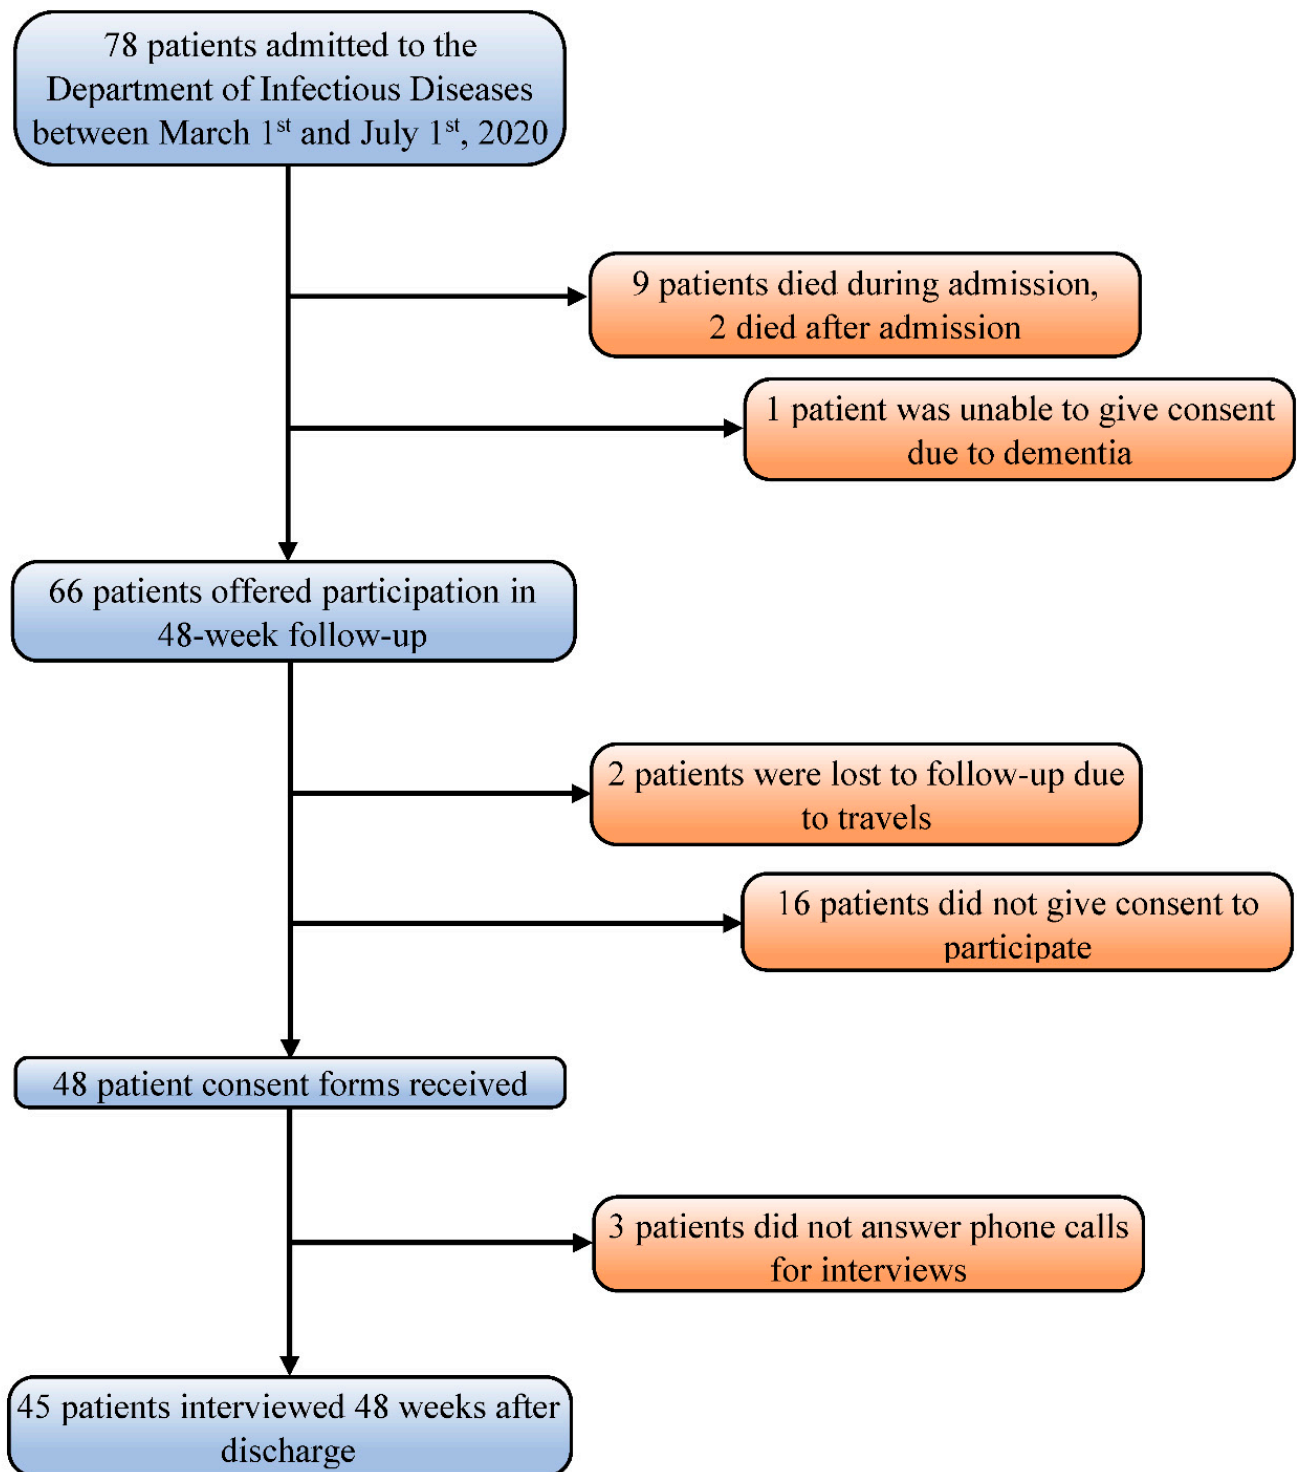 78 patients admitted to the
Department of Infectious Diseases
between March 1st and July 1st, 2020
9 patients died during admission,
2 died after admission
1 patient was unable to give consent
due to dementia
66 patients offered participation in
48-week follow-up
2 patients were lost to follow-up due
to travels
16 patients did not give consent to
participate
48 patient consent forms received
3 patients did not answer phone calls
for interviews
45 patients interviewed 48 weeks after
discharge